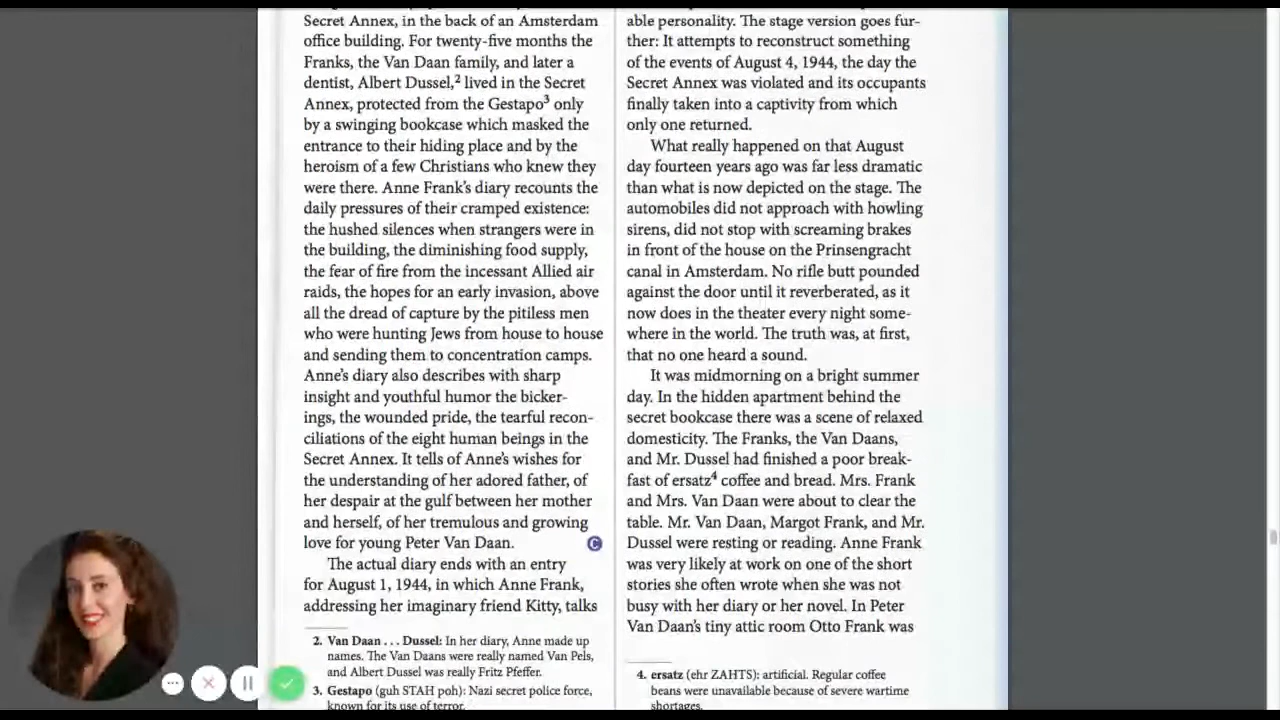 Secret Annex, in the back of an Amsterdam
office building. For twenty-five months the
Franks, the Van Daan family, and later a
dentist, Albert Dussel,2 lived in the Secret
Annex, protected from the Gestapo3 only
by a swinging bookcase which masked the
entrance to their hiding place and by the
heroism of a few Christians who knew they
were there. Anne Frank’s diary recounts the
daily pressures of their cramped existence:
the hushed silences when strangers were in
the building, the diminishing food supply,
the fear of fire from the incessant Allied air
raids, the hopes for an early invasion, above
all the dread of capture by the pitiless men
who were hunting Jews from house to house
and sending them to concentration camps.
Anne’s diary also describes with sharp
insight and youthful humor the bicker-
ings, the wounded pride, the tearful recon-
ciliations of the eight human beings in the
Secret Annex. It tells of Anne’s wishes for
the understanding of her adored father, of
her despair at the gulf between her mother
and herself, of her tremulous and growing
love for young Peter Van Daan. C
The actual diary ends with an entry
for August 1, 1944, in which Anne Frank,
addressing her imaginary friend Kitty, talks
2. Van Daan . . . Dussel: In her diary, Anne made up
names. The Van Daans were really named Van Pels,
and Albert Dussel was really Fritz Pfeffer.
3. Gestapo (guh STAH poh): Nazi secret police force,
known for its use of terror.
able personality. The stage version goes fur-
ther: It attempts to reconstruct something
of the events of August 4, 1944, the day the
Secret Annex was violated and its occupants
finally taken into a captivity from which
only one returned.
What really happened on that August
day fourteen years ago was far less dramatic
than what is now depicted on the stage. The
automobiles did not approach with howling
sirens, did not stop with screaming brakes
in front of the house on the Prinsengracht
canal in Amsterdam. No rifle butt pounded
against the door until it reverberated, as it
now does in the theater every night some-
where in the world. The truth was, at first,
that no one heard a sound.
It was midmorning on a bright summer
day. In the hidden apartment behind the
secret bookcase there was a scene of relaxed
domesticity. The Franks, the Van Daans,
and Mr. Dussel had finished a poor break-
fast of ersatz4 coffee and bread. Mrs. Frank
and Mrs. Van Daan were about to clear the
table. Mr. Van Daan, Margot Frank, and Mr.
Dussel were resting or reading. Anne Frank
was very likely at work on one of the short
stories she often wrote when she was not
busy with her diary or her novel. In Peter
Van Daan’s tiny attic room Otto Frank was
4. ersatz (ehr ZAHTS): artificial. Regular coffee
beans were unavailable because of severe wartime
shortages.